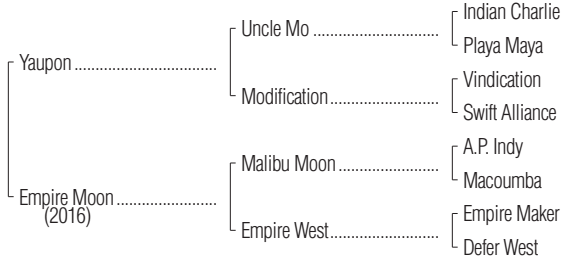 Indian Charlie
Uncle Mo ..............................
Playa Maya
Yaupon ..................................
Vindication
Modification..........................
Swift Alliance
A.P. Indy
Malibu Moon ........................
Macoumba
Empire Moon ........................
(2016)
Empire Maker
Empire West..........................
Defer West